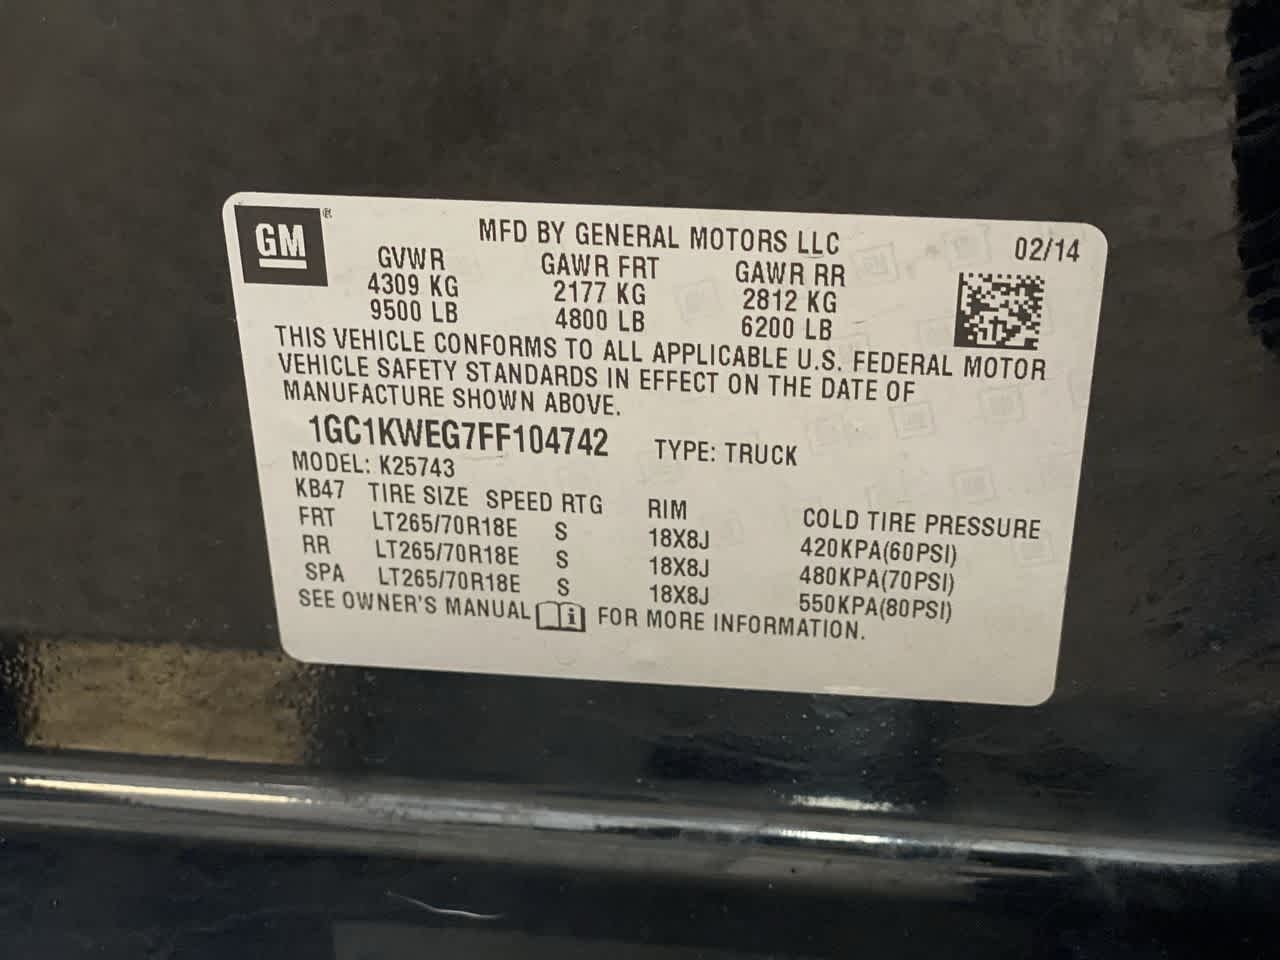 GM ®
MFD BY GENERAL MOTORS LLC 02/14
GVWR GAWR FRT GAWR RR
4309 KG 2177 KG 2812 KG
9500 LB 4800 LB 6200 LB
THIS VEHICLE CONFORMS TO ALL APPLICABLE U.S. FEDERAL MOTOR
VEHICLE SAFETY STANDARDS IN EFFECT ON THE DATE OF
MANUFACTURE SHOWN ABOVE.
1GC1KWEG7FF104742 TYPE: TRUCK
MODEL: K25743
KB47 TIRE SIZE SPEED RTG RIM COLD TIRE PRESSURE
FRT LT265/70R18E S 18X8J 420KPA(60PSI)
RR LT265/70R18E S 18X8J 480KPA(70PSI)
SPA LT265/70R18E S 18X8J 550KPA(80PSI)
SEE OWNER'S MANUAL i FOR MORE INFORMATION.